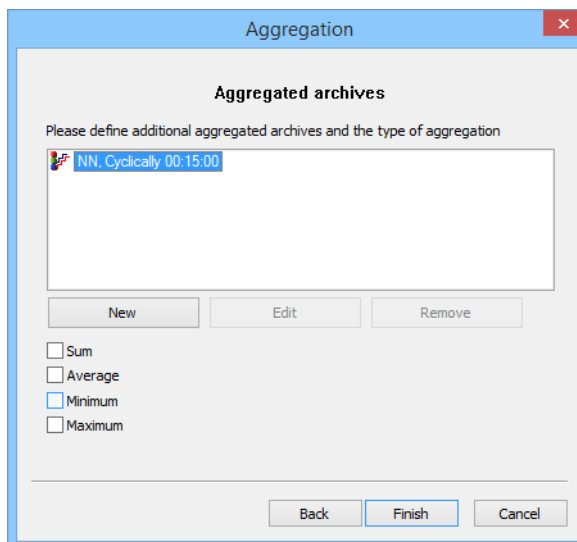 Aggregation
Aggregated archives
Please define additional aggregated archives and the type of aggregation
NN, Cyclically 00:15:00
New Edit Remove
Sum
Average
Minimum
Maximum
Back Finish Cancel